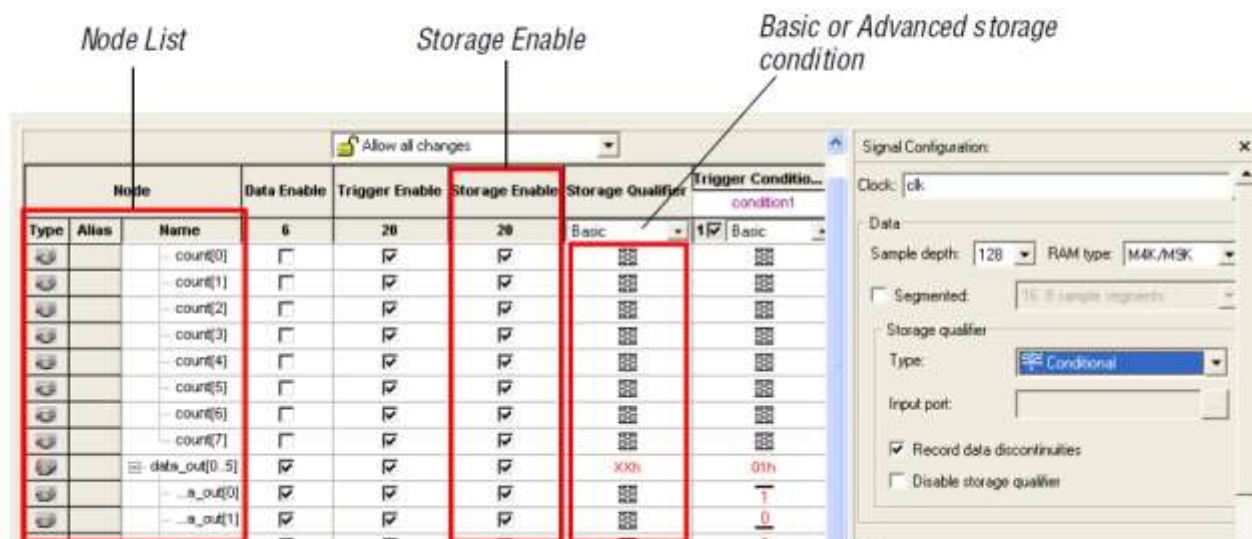 Node List
Storage Enable
Basic or Advanced storage
condition
Allow all changes
Node
Data Enable
Trigger Enable
Storage Enable
Storage Qualifier
Trigger Conditio...
condition1
Type
Alias
Name
6
20
20
Basic
1
Basic
count[0]
count[1]
count[2]
count[3]
count[4]
count[5]
count[6]
count[7]
data_out[0..5]
XXh
01h
...a_out[0]
1
...a_out[1]
0
Signal Configuration:
Clock:
clk
Data
Sample depth:
128
RAM type:
M4K/M9K
Segmented:
16 8 sample segments
Storage qualifier
Type:
Conditional
Input port:
Record data discontinuities
Disable storage qualifier